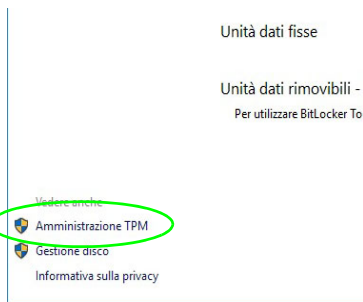 Unità dati fisse
Unità dati rimovibili -
Per utilizzare BitLocker To
Vedere anche
Amministrazione TPM
Gestione disco
Informativa sulla privacy